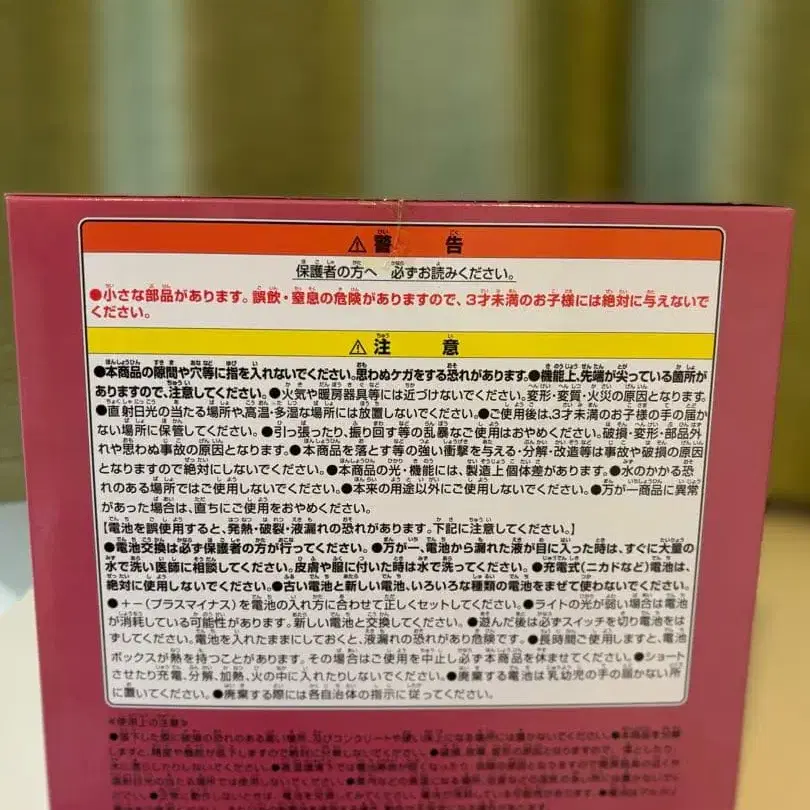 ⚠警 告
保護者の方へ 必ずお読みください。
●小さな部品があります。誤飲・窒息の危険がありますので、3才未満のお子様には絶対に与えないで
ください。
⚠注 意
●本商品の隙間や穴等に指を入れないでください。思わぬケガをする恐れがあります。●機能上、先端が尖っている箇所が
ありますので、注意してください。●火気や暖房器具等には近づけないでください。変形・変質・火災の原因となります。
●直射日光の当たる場所や、高温・多湿な場所には放置しないでください。●ご使用後は、3才未満のお子様の手の届か
ない場所に保管してください。●引っ張ったり、振り回す等の乱暴なご使用はおやめください。破損・変形・部品外
れや思わぬ事故の原因となります。●本商品を落とす等の強い衝撃を与える・分解・改造等は事故や破損の原因
となりますので絶対にしないでください。●本商品の光・機能には、製造上個体差があります。●水のかかる恐
れのある場所ではご使用しないでください。●本来の用途以外にご使用しないでください。●万が一商品に異常
があった場合は、直ちにご使用をおやめください。
【電池を誤使用すると、発熱・破裂・液漏れの恐れがあります。下記に注意してください。】
●電池交換は必ず保護者の方が行ってください。●万が一、電池から漏れた液が目に入った時は、すぐに大量の
水で洗い医師に相談してください。皮膚や服に付いた時は水で洗ってください。●充電式(ニカドなど)電池は、
絶対に使用しないでください。●古い電池と新しい電池、いろいろな種類の電池をまぜて使わないでください。
●+−(プラスマイナス)を電池の入れ方に合わせて正しくセットしてください。●ライトの光が弱い場合は電池
が消耗している可能性があります。新しい電池と交換してください。●遊んだ後は必ずスイッチを切り電池をは
ずしてください。電池を入れたままにしておくと、液漏れの恐れがあり危険です。●長時間ご使用しますと、電池
ボックスが熱を持つことがあります。その場合はご使用を中止し必ず本商品を休ませてください。●ショート
させたり充電、分解、加熱、火の中に入れたりしないでください。●廃棄する電池は乳幼児の手の届かない所
に置いてください。●廃棄する際には各自治体の指示に従ってください。
≪使用上の注意≫